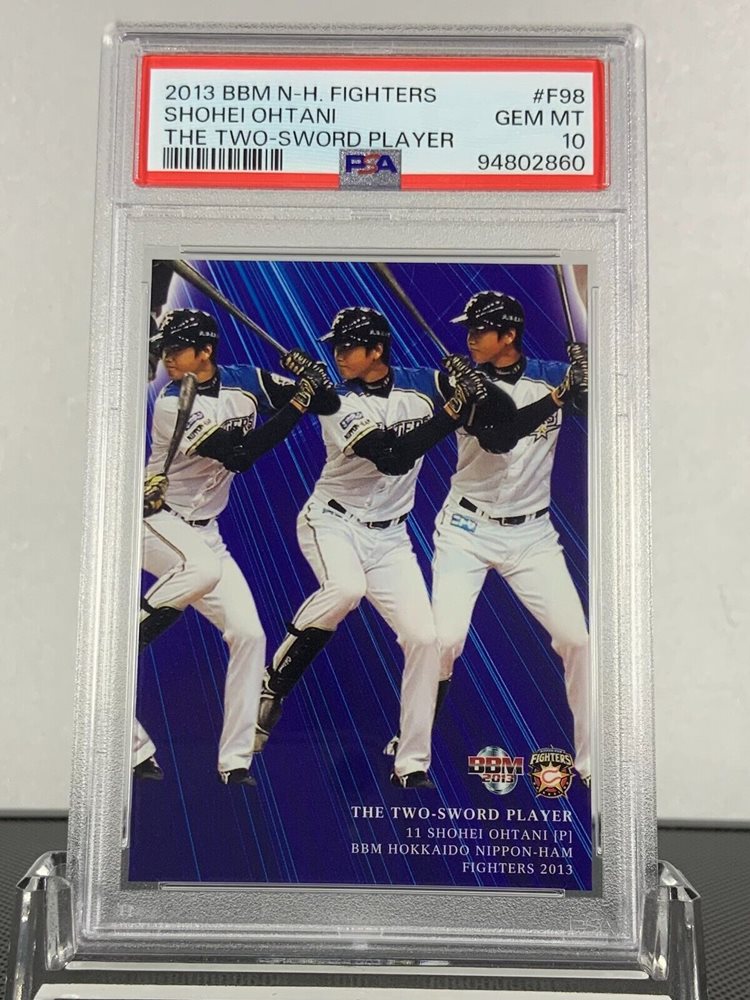 2013 BBM N-H. FIGHTERS #F98
SHOHEI OHTANI GEM MT
THE TWO-SWORD PLAYER 10
PSA 94802860
BBM
2013
FIGHTERS
THE TWO-SWORD PLAYER
11 SHOHEI OHTANI [P]
BBM HOKKAIDO NIPPON-HAM
FIGHTERS 2013